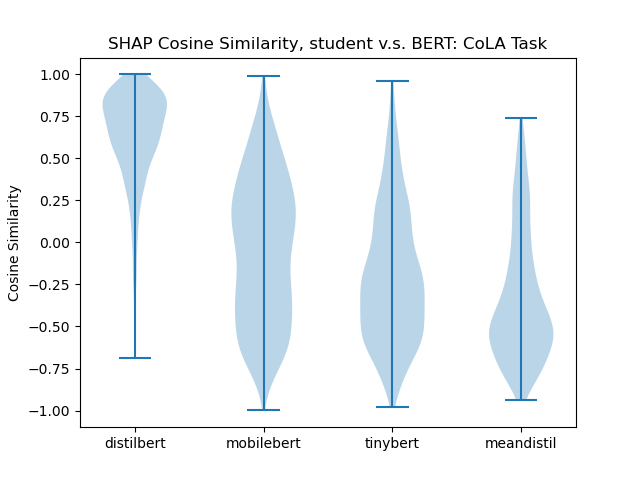 SHAP Cosine Similarity, student v.s. BERT: CoLA Task
Cosine Similarity
1.00
0.75
0.50
0.25
0.00
−0.25
−0.50
−0.75
−1.00
distilbert
mobilebert
tinybert
meandistil